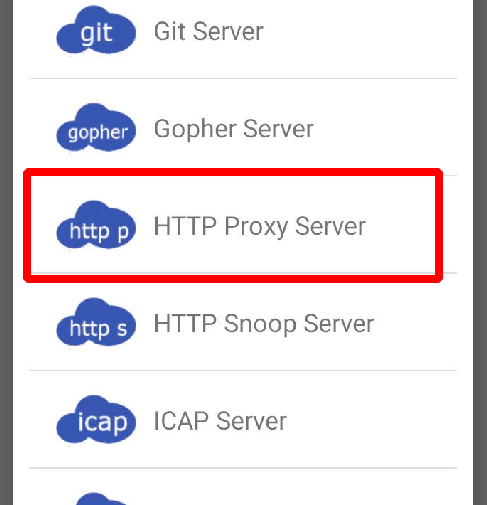 git Git Server
gopher Gopher Server
http p HTTP Proxy Server
http s HTTP Snoop Server
icap ICAP Server